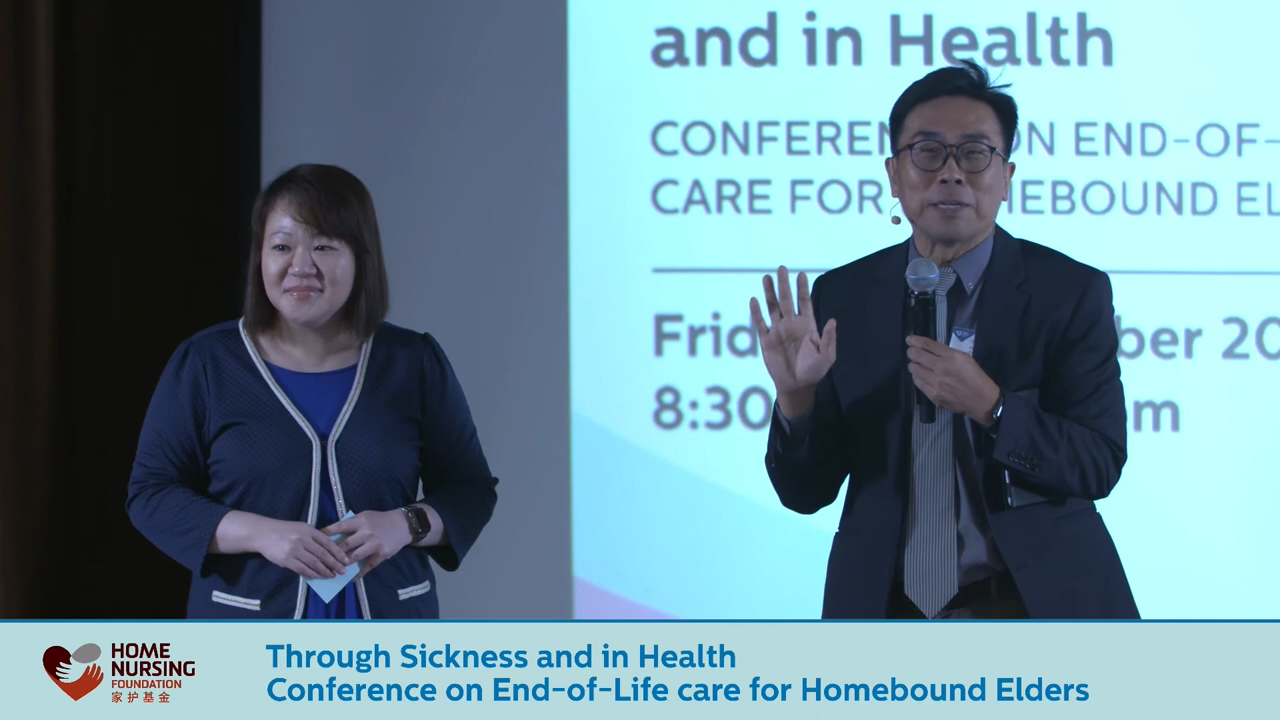 and in Health
CONFEREN ON END-OF-
CARE FOR MEBOUND EL
Frid ber 20
8:30 m
HOME
NURSING
FOUNDATION
家护基金
Through Sickness and in Health
Conference on End-of-Life care for Homebound Elders